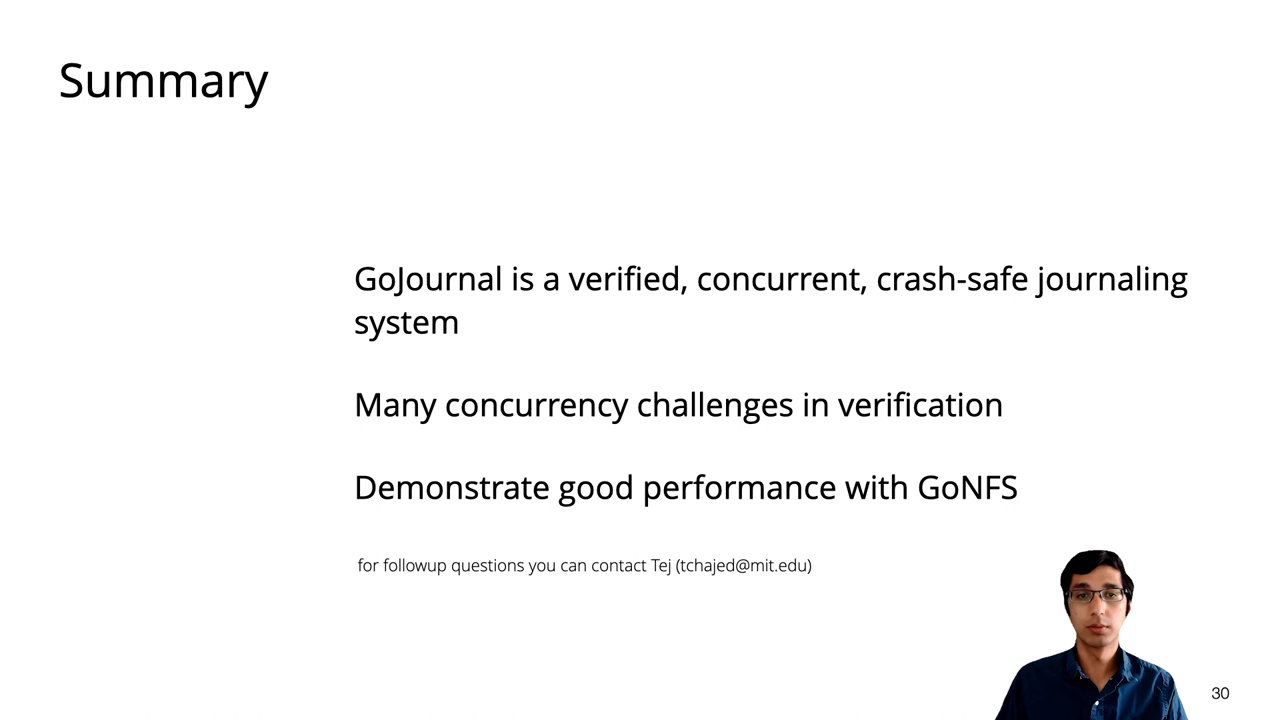 Summary
GoJournal is a verified, concurrent, crash-safe journaling
system
Many concurrency challenges in verification
Demonstrate good performance with GoNFS
for followup questions you can contact Tej (tchajed@mit.edu)
30